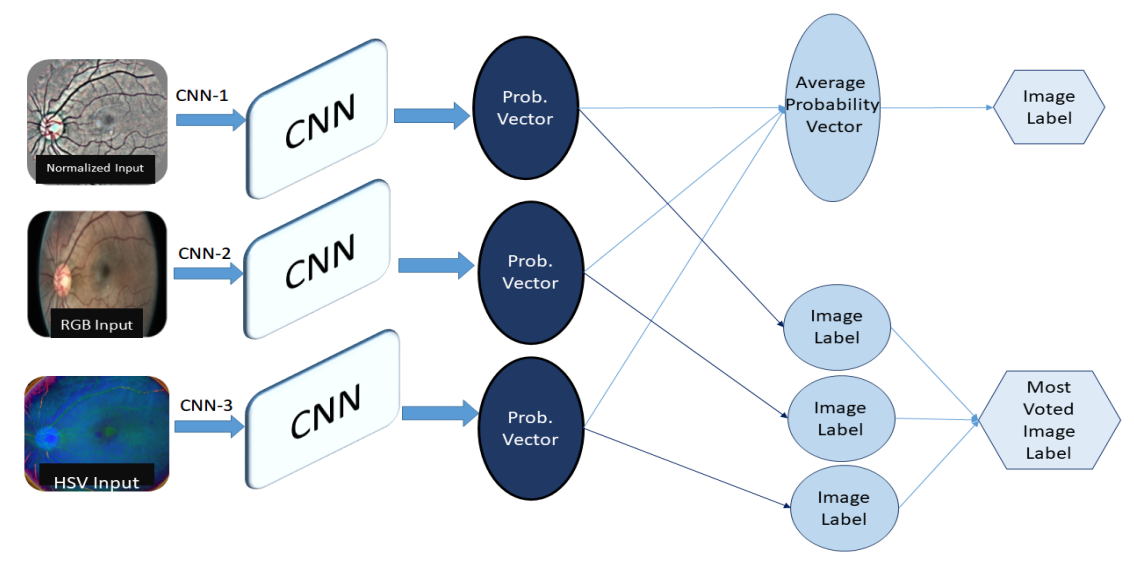 CNN-1
Normalized Input
CNN
Prob.
Vector
Average
Probability
Vector
Image
Label
CNN-2
RGB Input
CNN
Prob.
Vector
CNN-3
HSV Input
CNN
Prob.
Vector
Image
Label
Image
Label
Image
Label
Most
Voted
Image
Label